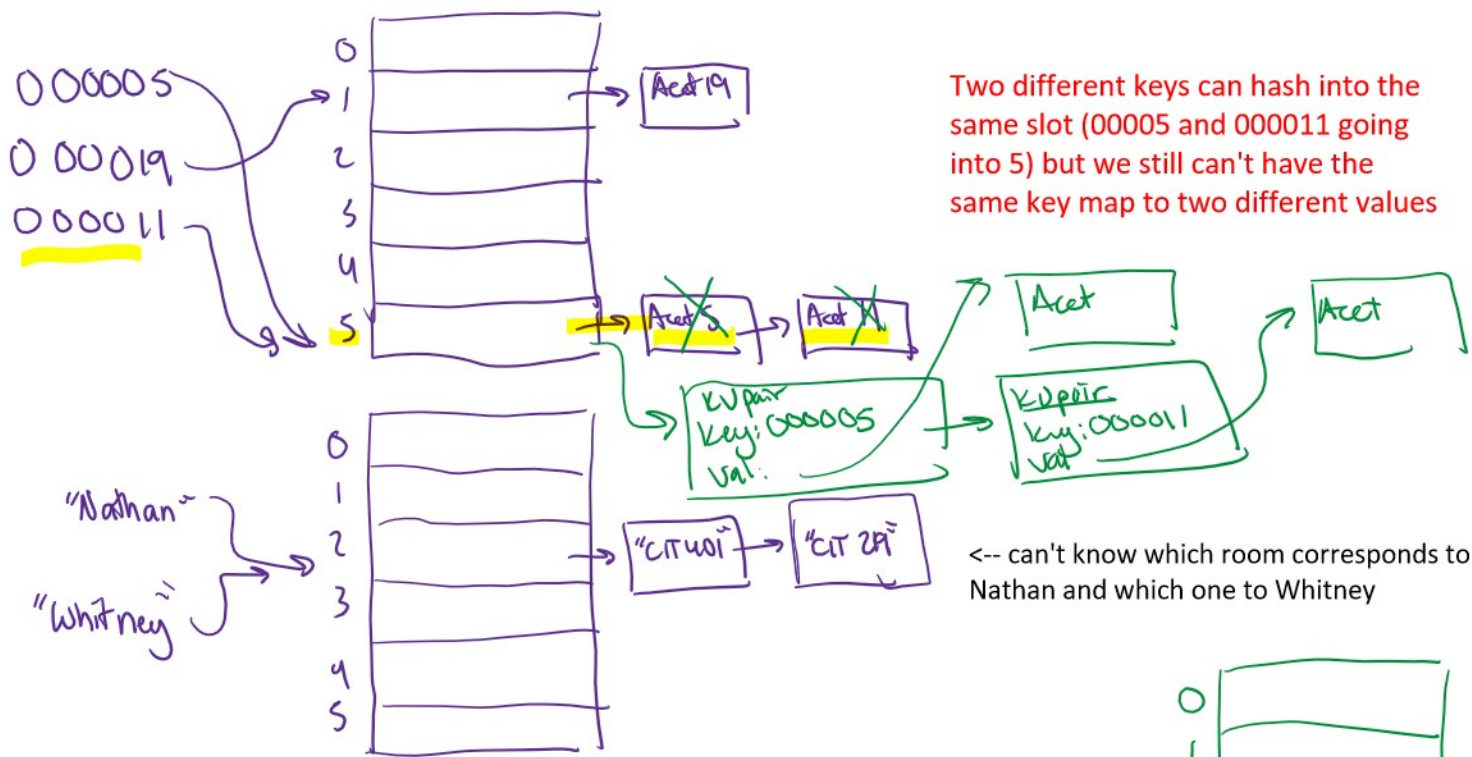 0
000005
1
Acct 19
000019
2
000011
3
4
5
Acct 5
Acct 11
Two different keys can hash into the
same slot (00005 and 000011 going
into 5) but we still can't have the
same key map to two different values
Acct
Acct
KVpair
Key: 000005
Val:
KVpair
Key: 000011
Val
0
1
2
3
4
5
"Nathan"
"Whitney"
"CIT 401"
"CIT
<-- can't know which room corresponds to
Nathan and which one to Whitney
0